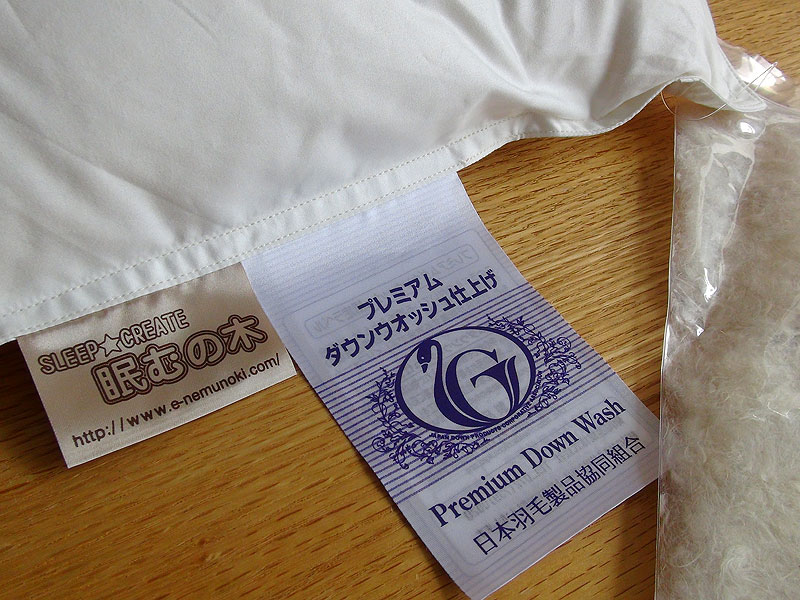 SLEEP☆CREATE
眠むの木
http://www.e-nemunoki.com/
プレミアム
ダウンウオッシュ仕上げ
G
Premium Down Wash
日本羽毛製品協同組合